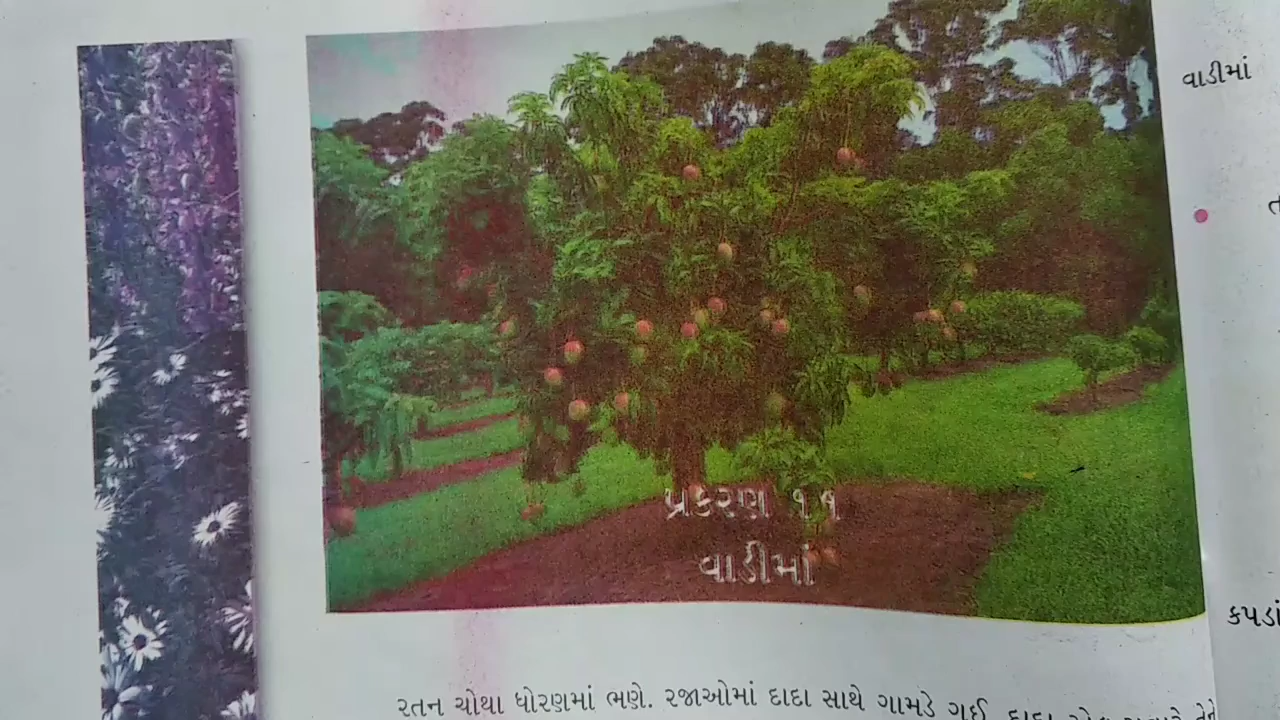 પ્રકરણ ૧૧
વાડીમાં
રતન ચોથા ધોરણમાં ભણે. રજાઓમાં દાદા સાથે ગામડે ગઈ. દાદા
વાડીમાં
કપડાં